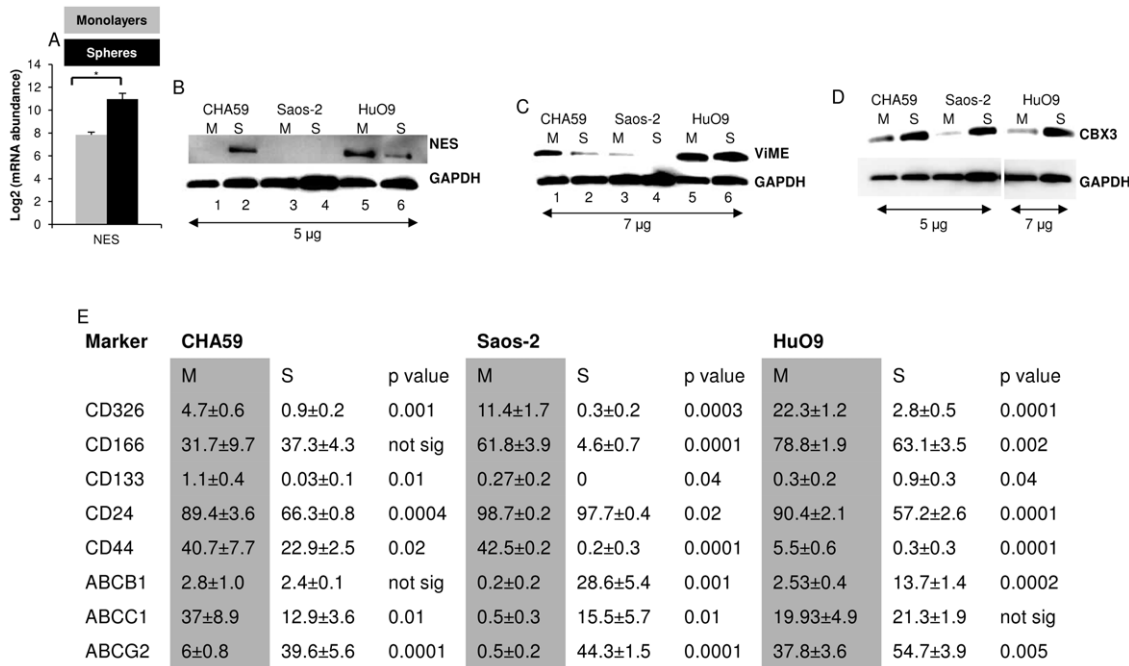 A
Monolayers
Spheres
*
14
12
10
8
6
4
2
0
Log2 (mRNA abundance)
NES
B
CHA59 Saos-2 HuO9
M S M S M S
NES
GAPDH
1 2 3 4 5 6
5 µg
C
CHA59 Saos-2 HuO9
M S M S M S
ViME
GAPDH
1 2 3 4 5 6
7 µg
D
CHA59 Saos-2 HuO9
M S M S M S
CBX3
GAPDH
5 µg 7 µg
E
Marker CHA59 Saos-2 HuO9
M S p value M S p value M S p value
CD326 4.7±0.6 0.9±0.2 0.001 11.4±1.7 0.3±0.2 0.0003 22.3±1.2 2.8±0.5 0.0001
CD166 31.7±9.7 37.3±4.3 not sig 61.8±3.9 4.6±0.7 0.0001 78.8±1.9 63.1±3.5 0.002
CD133 1.1±0.4 0.03±0.1 0.01 0.27±0.2 0 0.04 0.3±0.2 0.9±0.3 0.04
CD24 89.4±3.6 66.3±0.8 0.0004 98.7±0.2 97.7±0.4 0.02 90.4±2.1 57.2±2.6 0.0001
CD44 40.7±7.7 22.9±2.5 0.02 42.5±0.2 0.2±0.3 0.0001 5.5±0.6 0.3±0.3 0.0001
ABCB1 2.8±1.0 2.4±0.1 not sig 0.2±0.2 28.6±5.4 0.001 2.53±0.4 13.7±1.4 0.0002
ABCC1 37±8.9 12.9±3.6 0.01 0.5±0.3 15.5±5.7 0.01 19.93±4.9 21.3±1.9 not sig
ABCG2 6±0.8 39.6±5.6 0.0001 0.5±0.2 44.3±1.5 0.0001 37.8±3.6 54.7±3.9 0.005